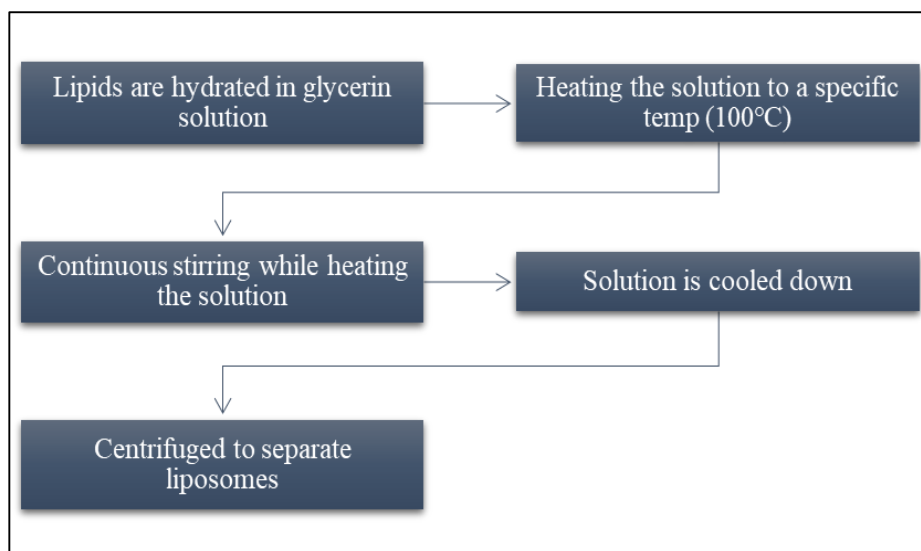 Lipids are hydrated in glycerin
solution
Heating the solution to a specific
temp (100℃)
Continuous stirring while heating
the solution
Solution is cooled down
Centrifuged to separate
liposomes